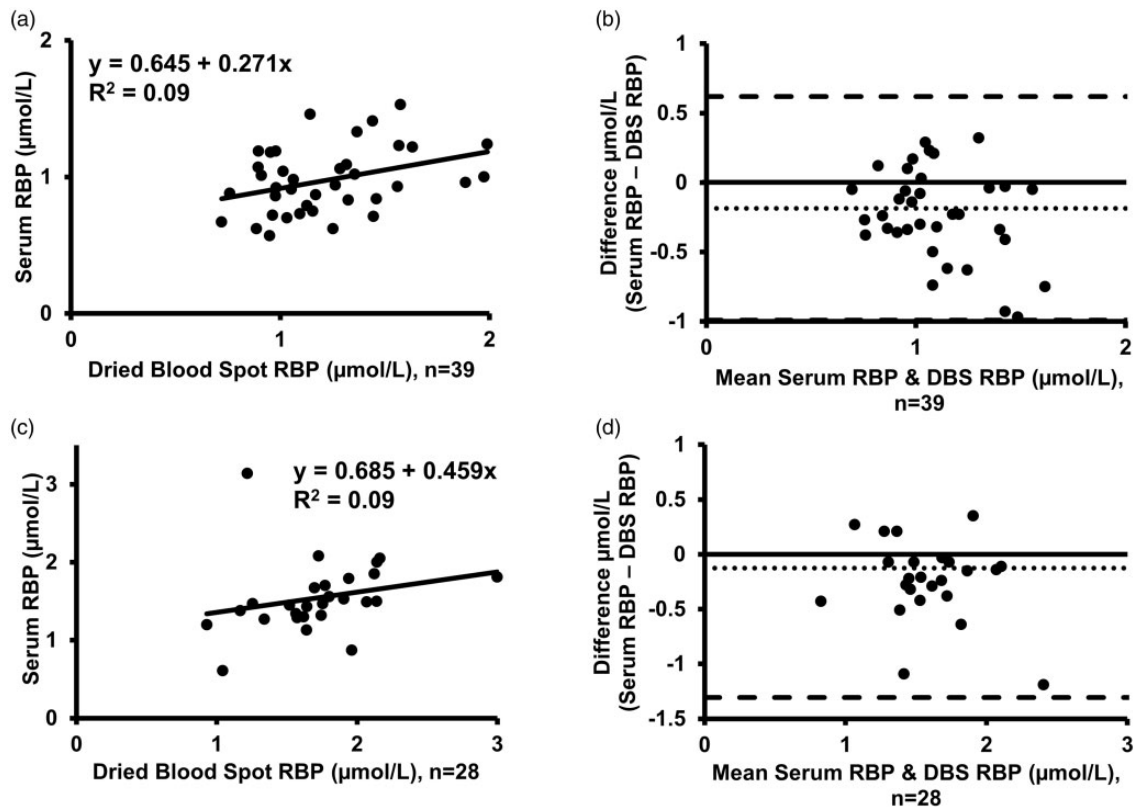 (a)
2
y = 0.645 + 0.271x
R² = 0.09
1
0
0
1
2
Serum RBP (µmol/L)
Dried Blood Spot RBP (µmol/L), n=39
(b)
1
0.5
0
-0.5
-1
0
1
2
Difference µmol/L
(Serum RBP – DBS RBP)
Mean Serum RBP & DBS RBP (µmol/L),
n=39
(c)
3
y = 0.685 + 0.459x
R² = 0.09
2
1
0
0
1
2
3
Serum RBP (µmol/L)
Dried Blood Spot RBP (µmol/L), n=28
(d)
1
0.5
0
-0.5
-1
-1.5
0
1
2
3
Difference µmol/L
(Serum RBP – DBS RBP)
Mean Serum RBP & DBS RBP (µmol/L),
n=28